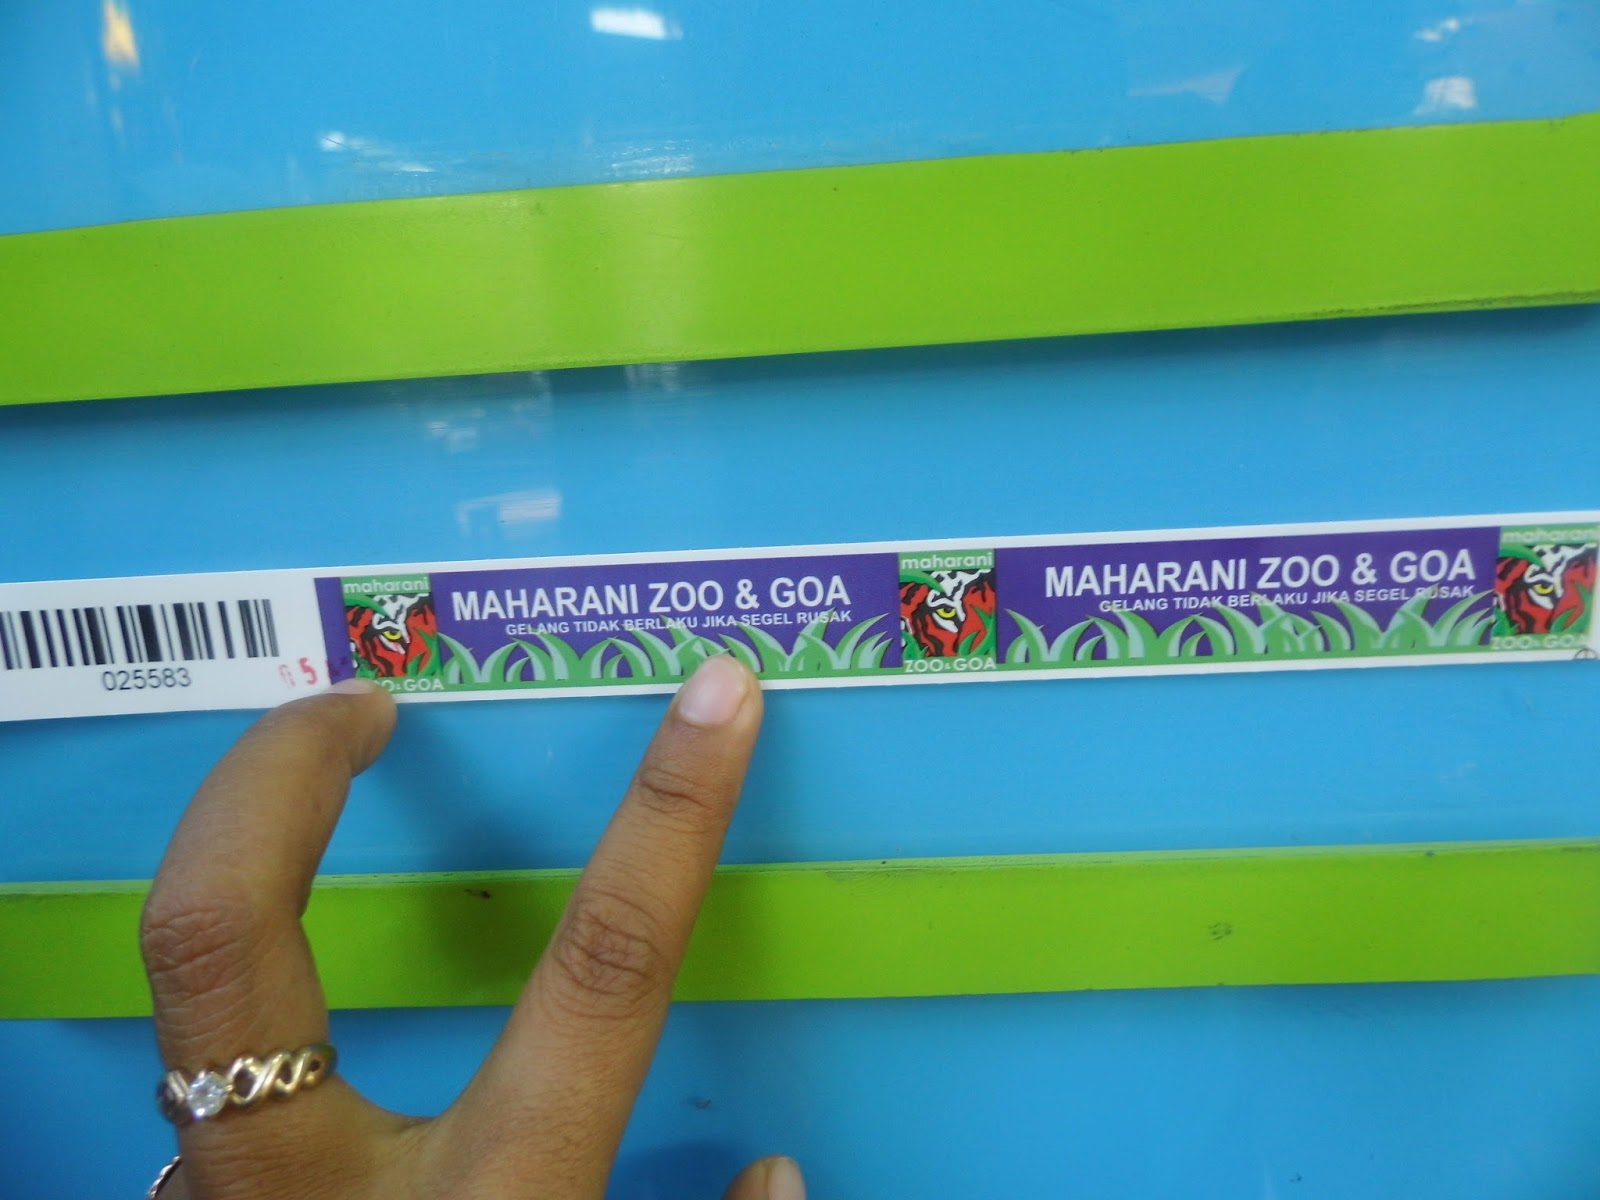 025583
maharani
ZOO & GOA
MAHARANI ZOO & GOA
GELANG TIDAK BERLAKU JIKA SEGEL RUSAK
maharani
ZOO & GOA
MAHARANI ZOO & GOA
GELANG TIDAK BERLAKU JIKA SEGEL RUSAK
maharani
ZOO & GOA